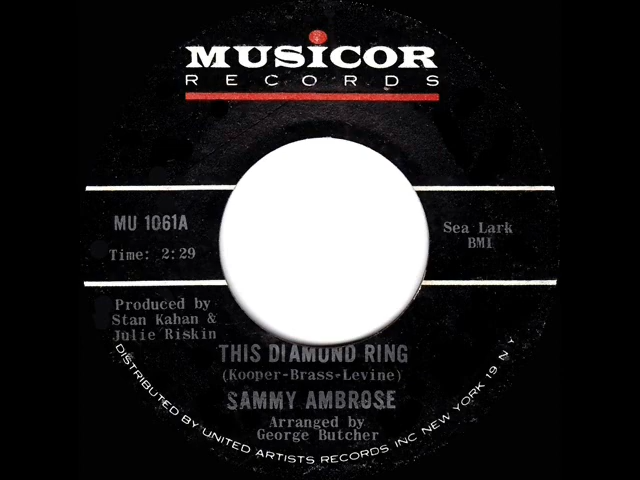 MUSICOR
RECORDS
MU 1061A
Time: 2:29
Sea Lark
BMI
Produced by
Stan Kahan &
Julie Riskin
THIS DIAMOND RING
(Kooper-Brass-Levine)
SAMMY AMBROSE
Arranged by
George Butcher
DISTRIBUTED BY UNITED ARTISTS RECORDS INC NEW YORK 19 N Y